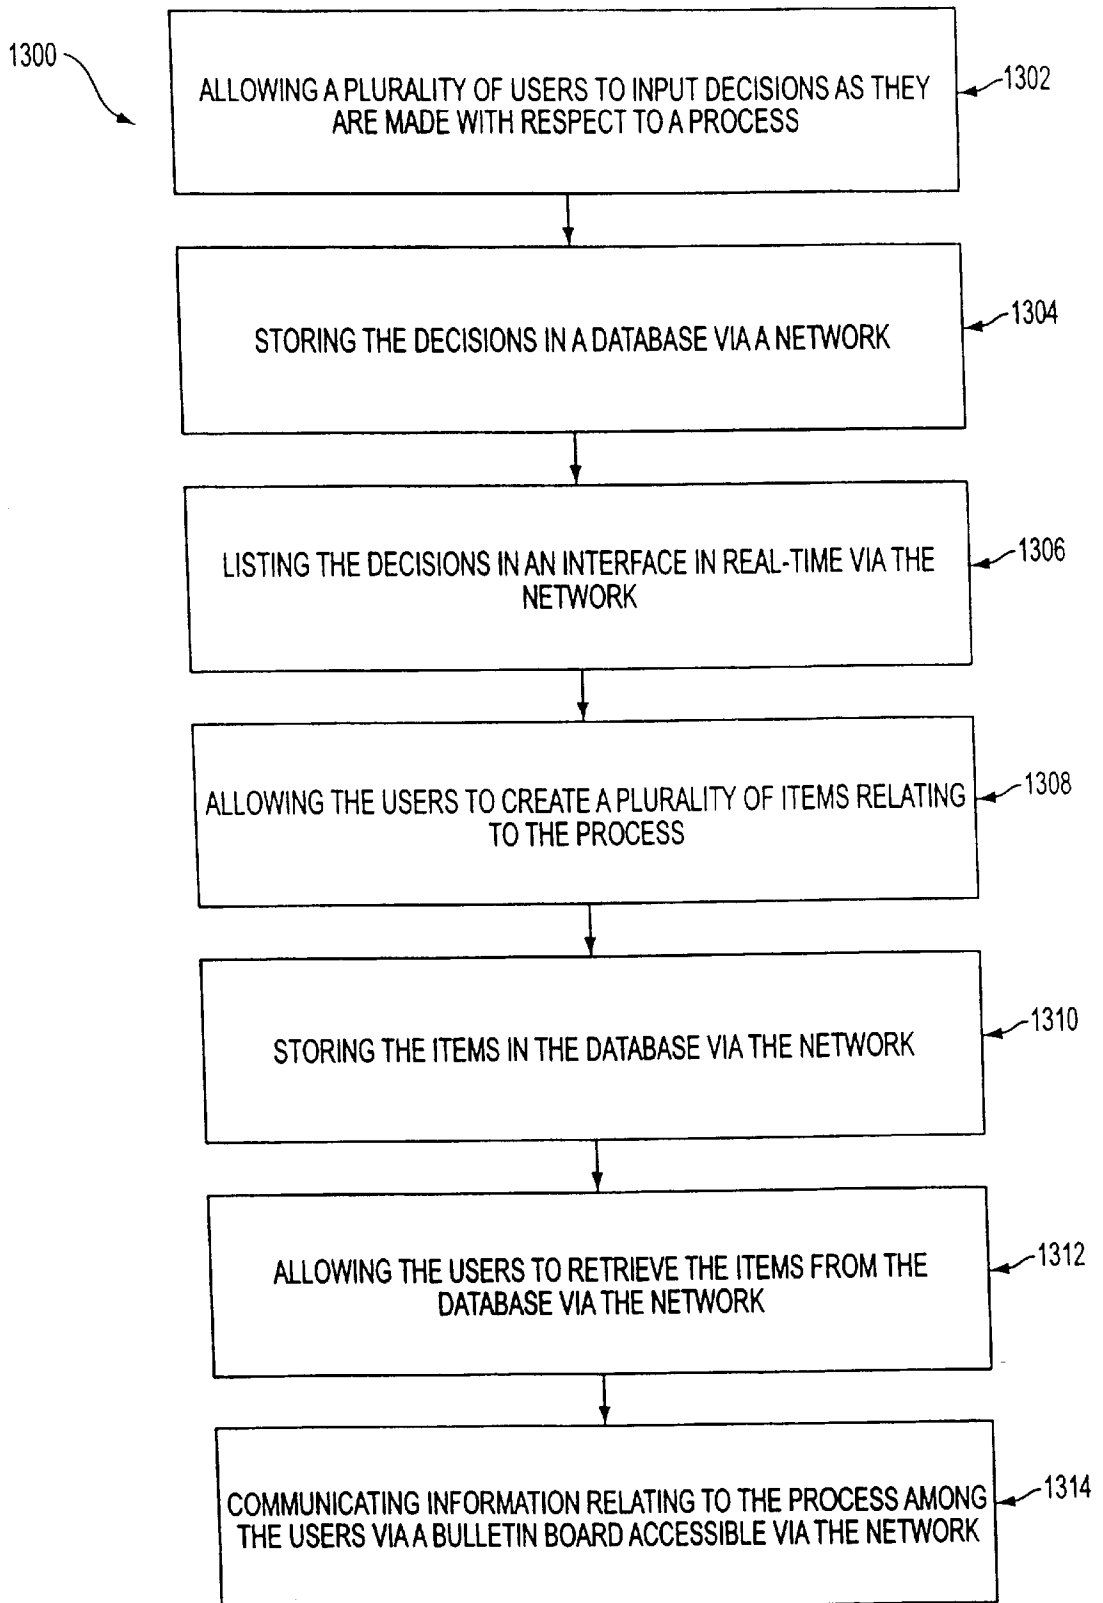 1300
ALLOWING A PLURALITY OF USERS TO INPUT DECISIONS AS THEY
ARE MADE WITH RESPECT TO A PROCESS
1302
STORING THE DECISIONS IN A DATABASE VIA A NETWORK
1304
LISTING THE DECISIONS IN AN INTERFACE IN REAL-TIME VIA THE
NETWORK
1306
ALLOWING THE USERS TO CREATE A PLURALITY OF ITEMS RELATING
TO THE PROCESS
1308
STORING THE ITEMS IN THE DATABASE VIA THE NETWORK
1310
ALLOWING THE USERS TO RETRIEVE THE ITEMS FROM THE
DATABASE VIA THE NETWORK
1312
COMMUNICATING INFORMATION RELATING TO THE PROCESS AMONG
THE USERS VIA A BULLETIN BOARD ACCESSIBLE VIA THE NETWORK
1314